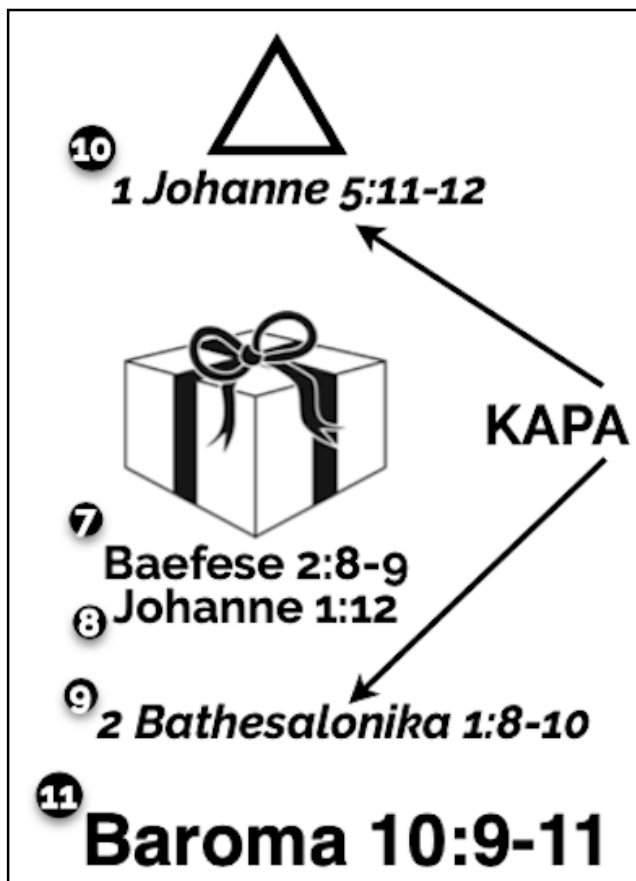 10
1 Johanne 5:11-12
KAPA
7
Baefese 2:8-9
8 Johanne 1:12
9
2 Bathesalonika 1:8-10
11
Baroma 10:9-11